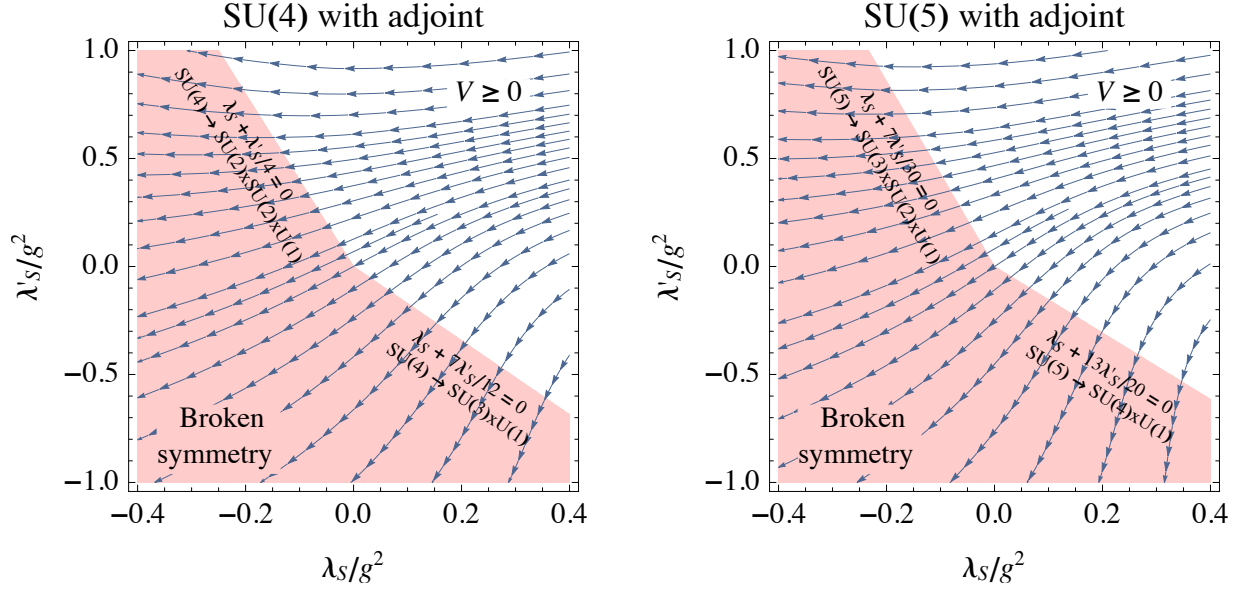 SU(4) with adjoint
1.0
0.5
0.0
−0.5
−1.0
λ'S/g²
V ≥ 0
λS + λ'S/4 = 0
SU(4) → SU(2)xSU(2)xU(1)
λS + 7λ'S/12 = 0
SU(4) → SU(3)xU(1)
Broken
symmetry
−0.4
−0.2
0.0
0.2
0.4
λS/g²
SU(5) with adjoint
1.0
0.5
0.0
−0.5
−1.0
λ'S/g²
V ≥ 0
λS + 7λ'S/30 = 0
SU(5) → SU(3)xSU(2)xU(1)
λS + 13λ'S/20 = 0
SU(5) → SU(4)xU(1)
Broken
symmetry
−0.4
−0.2
0.0
0.2
0.4
λS/g²